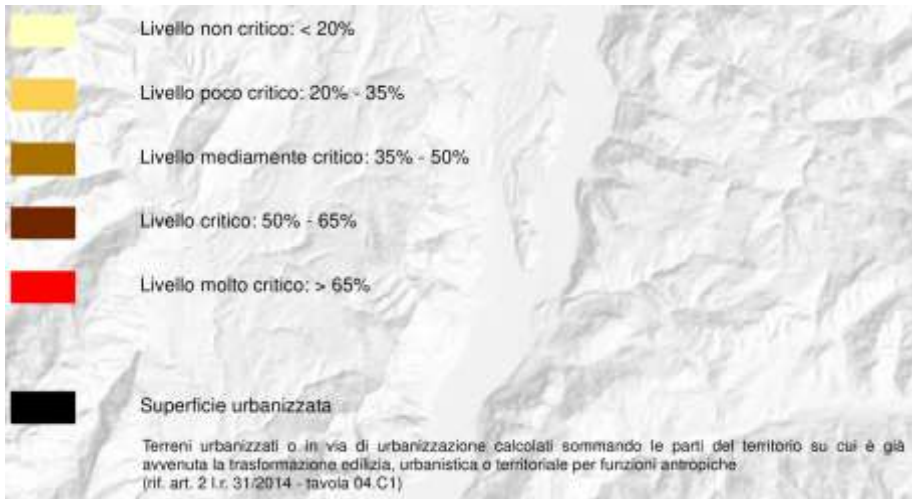 Livello non critico: < 20%
Livello poco critico: 20% - 35%
Livello mediamente critico: 35% - 50%
Livello critico: 50% - 65%
Livello molto critico: > 65%
Superficie urbanizzata
Terreni urbanizzati o in via di urbanizzazione calcolati sommando le parti del territorio su cui è già
avvenuta la trasformazione edilizia, urbanistica o territoriale per funzioni antropiche
(rif. art. 2 l.r. 31/2014 - tavola 04.C1)